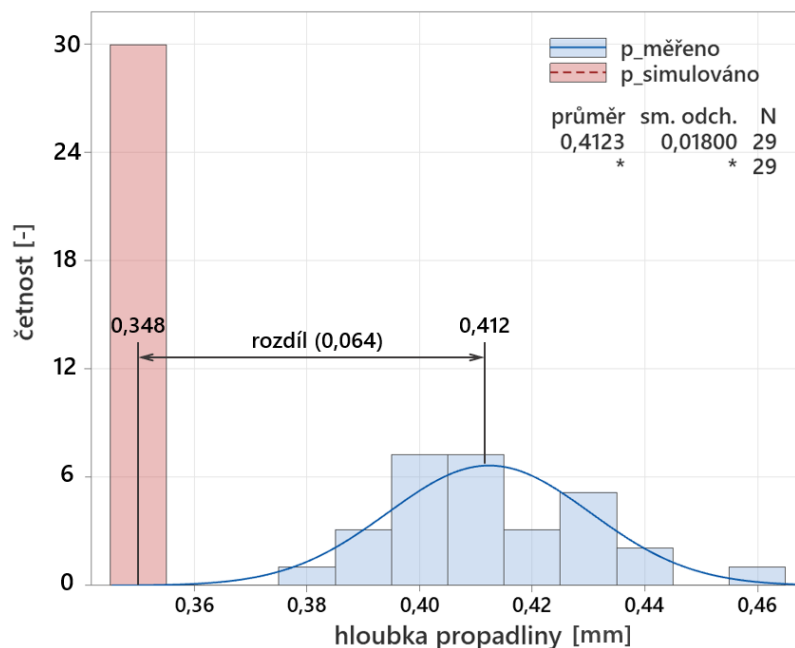 30
24
18
12
6
0
četnost [-]
p_měřeno
p_simulováno
průměr sm. odch. N
0,4123 0,01800 29
* * 29
0,348
rozdíl (0,064)
0,412
0,36 0,38 0,40 0,42 0,44 0,46
hloubka propadliny [mm]